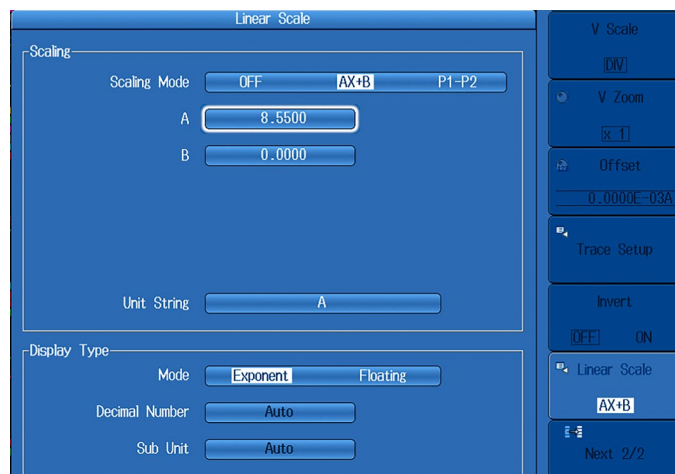 Linear Scale
Scaling
Scaling Mode OFF AX+B P1-P2
A 8.5500
B 0.0000
Unit String A
Display Type
Mode Exponent Floating
Decimal Number Auto
Sub Unit Auto
V Scale
DIV
V Zoom
x 1
Offset
0.0000E-03A
Trace Setup
Invert
OFF ON
Linear Scale
AX+B
Next 2/2